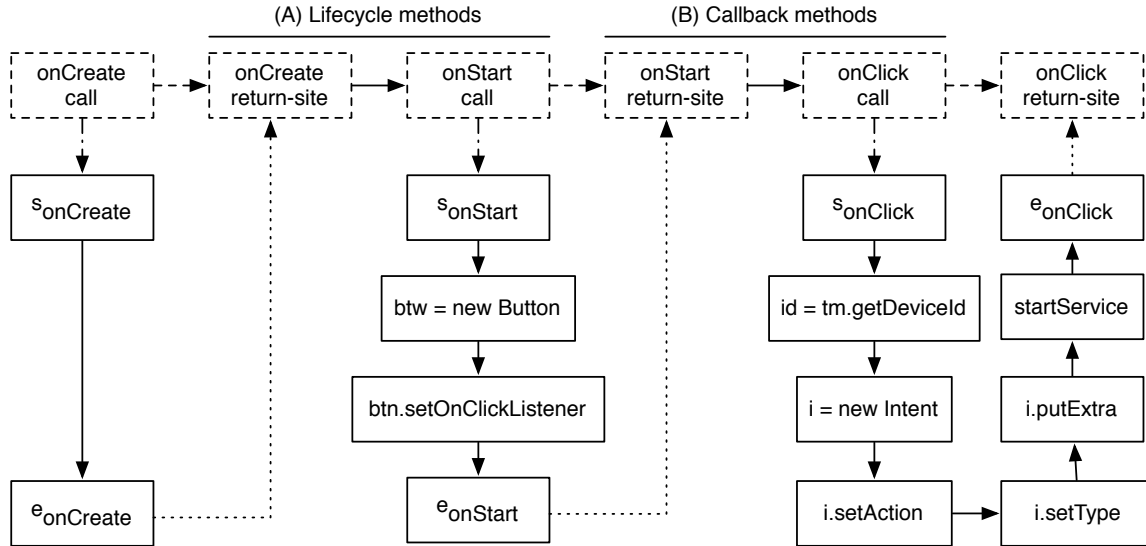 (A) Lifecycle methods
(B) Callback methods
onCreate
call
onCreate
return-site
onStart
call
onStart
return-site
onClick
call
onClick
return-site
sonCreate
sonStart
sonClick
eonClick
btw = new Button
id = tm.getDeviceId
startService
btn.setOnClickListener
i = new Intent
i.putExtra
eonCreate
eonStart
i.setAction
i.setType